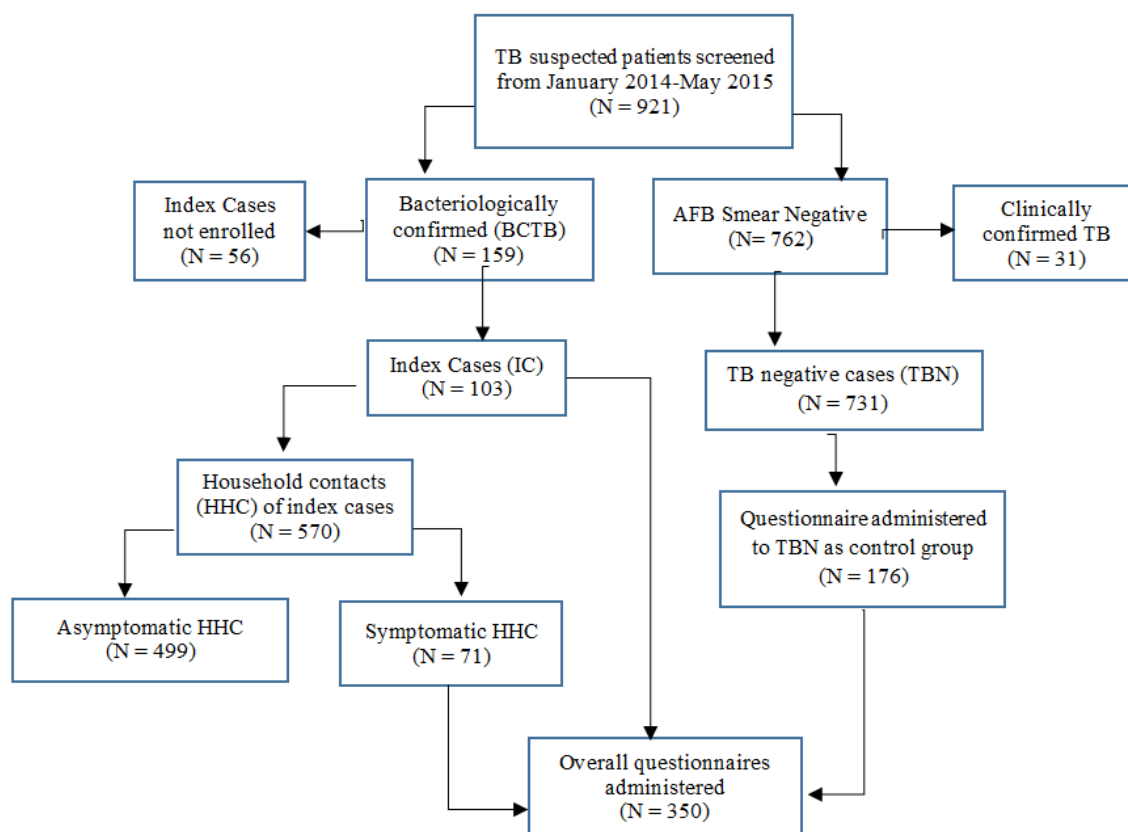 TB suspected patients screened
from January 2014-May 2015
(N = 921)
Index Cases
not enrolled
(N = 56)
Bacteriologically
confirmed (BCTB)
(N = 159)
AFB Smear Negative
(N= 762)
Clinically
confirmed TB
(N = 31)
Index Cases (IC)
(N = 103)
TB negative cases (TBN)
(N = 731)
Household contacts
(HHC) of index cases
(N = 570)
Questionnaire administered
to TBN as control group
(N = 176)
Asymptomatic HHC
(N = 499)
Symptomatic HHC
(N = 71)
Overall questionnaires
administered
(N = 350)